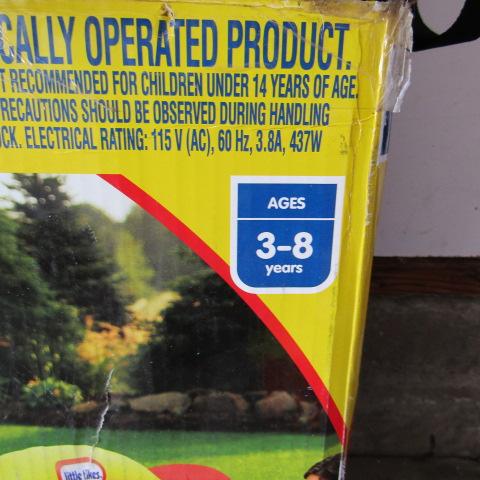 CALLY OPERATED PRODUCT.
T RECOMMENDED FOR CHILDREN UNDER 14 YEARS OF AGE.
RECAUTIONS SHOULD BE OBSERVED DURING HANDLING
CK. ELECTRICAL RATING: 115 V (AC), 60 Hz, 3.8A, 437W
AGES
3-8
years
little tikes